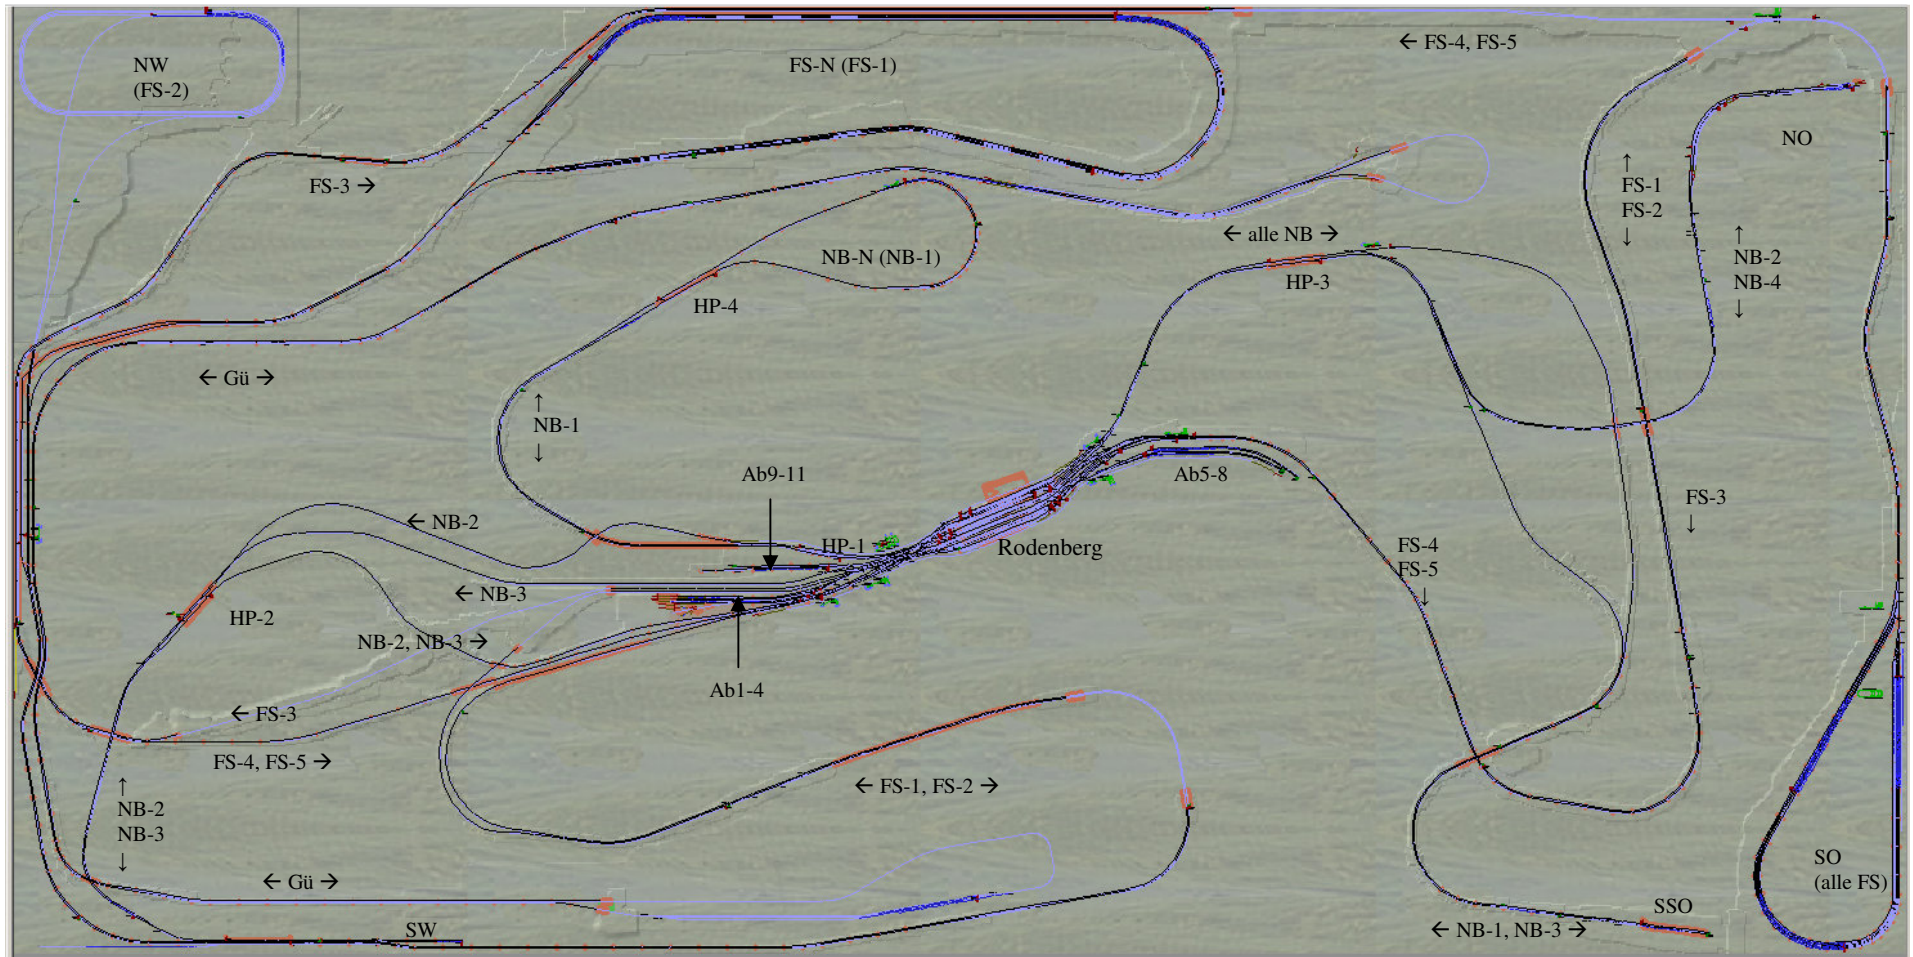 NW
(FS-2)
FS-N (FS-1)
← FS-4, FS-5
NO
FS-3 →
↑
FS-1
FS-2
↓
← alle NB →
NB-N (NB-1)
↑
NB-2
NB-4
↓
HP-3
HP-4
← Gü →
↑
NB-1
↓
Ab9-11
Ab5-8
FS-3
↓
← NB-2
HP-1
Rodenberg
FS-4
FS-5
↓
← NB-3
HP-2
NB-2, NB-3 →
Ab1-4
← FS-3
FS-4, FS-5 →
↑
NB-2
NB-3
↓
← FS-1, FS-2 →
SO
(alle FS)
← Gü →
SSO
SW
← NB-1, NB-3 →